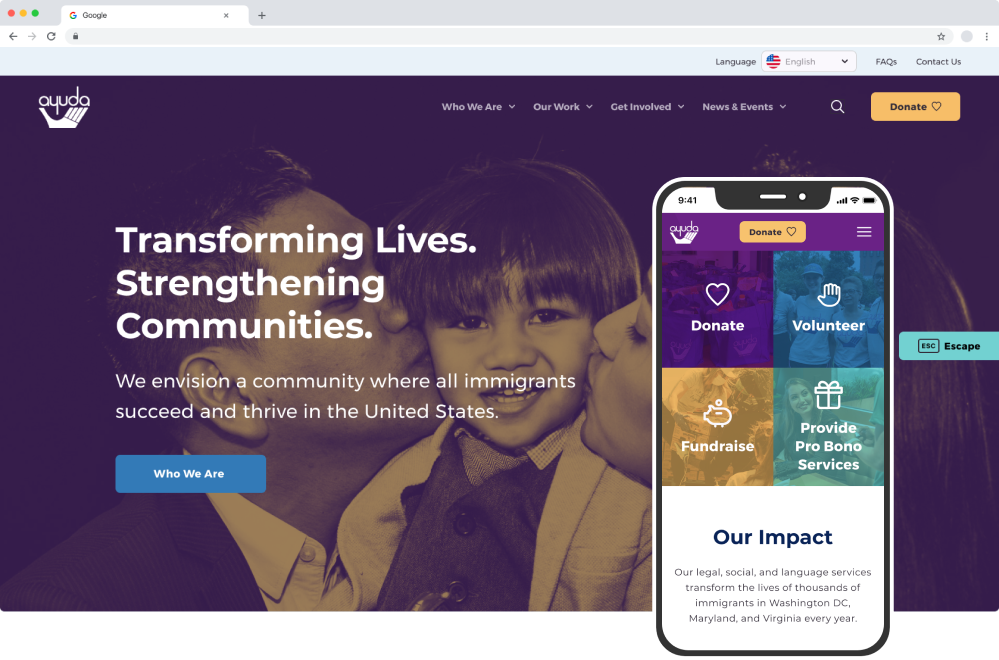 Google
Language English FAQs Contact Us
ayuda
Who We Are Our Work Get Involved News & Events Donate
Transforming Lives.
Strengthening
Communities.
We envision a community where all immigrants
succeed and thrive in the United States.
Who We Are
9:41
ayuda Donate
Donate Volunteer
Fundraise
Provide
Pro Bono
Services
Our Impact
Our legal, social, and language services
transform the lives of thousands of
immigrants in Washington DC,
Maryland, and Virginia every year.
ESC Escape